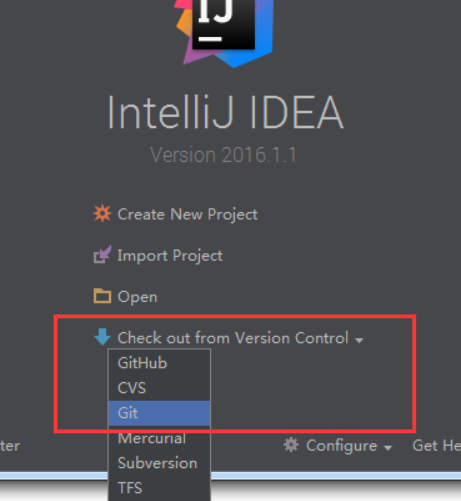 IJ
IntelliJ IDEA
Version 2016.1.1
Create New Project
Import Project
Open
Check out from Version Control
GitHub
CVS
Git
Mercurial
Subversion
TFS
ter
Configure
Get He